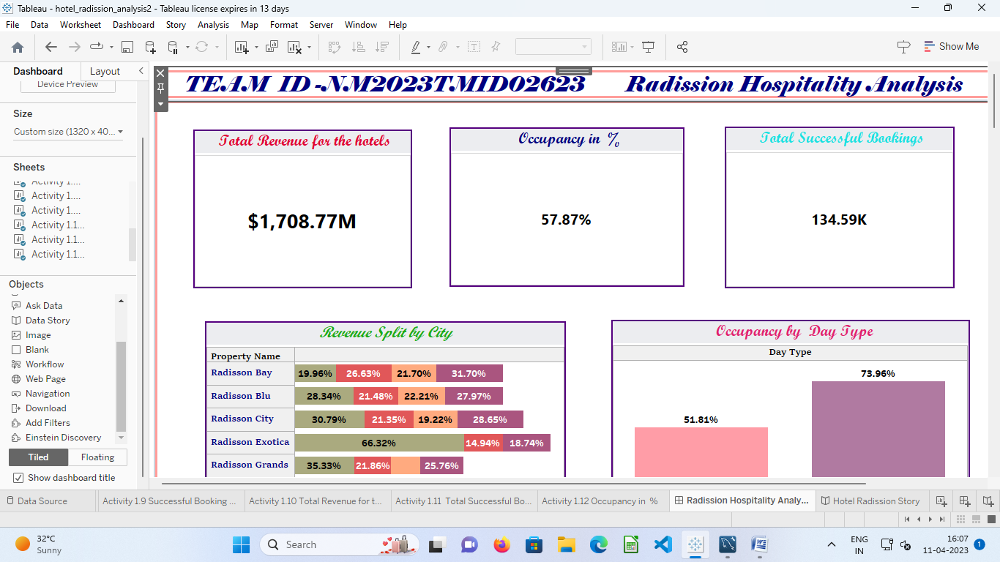 Tableau - hotel_radission_analysis2 - Tableau license expires in 13 days
File Data Worksheet Dashboard Story Analysis Map Format Server Window Help
Show Me
Dashboard Layout
Device Preview
Size
Custom size (1320 x 40...
Sheets
Activity 1....
Activity 1....
Activity 1....
Activity 1.1...
Activity 1.1...
Activity 1.1...
Objects
Ask Data
Data Story
Image
Blank
Workflow
Web Page
Navigation
Download
Add Filters
Einstein Discovery
Tiled Floating
Show dashboard title
TEAM ID -NM2023TMID02623 Radission Hospitality Analysis
Total Revenue for the hotels
$1,708.77M
Occupancy in %
57.87%
Total Successful Bookings
134.59K
Revenue Split by City
Property Name
Radisson Bay 19.96% 26.63% 21.70% 31.70%
Radisson Blu 28.34% 21.48% 22.21% 27.97%
Radisson City 30.79% 21.35% 19.22% 28.65%
Radisson Exotica 66.32% 14.94% 18.74%
Radisson Grands 35.33% 21.86% 25.76%
Occupancy by Day Type
Day Type
73.96%
51.81%
Data Source Activity 1.9 Successful Booking ... Activity 1.10 Total Revenue for t... Activity 1.11 Total Successful Bo... Activity 1.12 Occupancy in % Radission Hospitality Analy... Hotel Radission Story
32°C
Sunny
Search
ENG
IN
16:07
11-04-2023
1